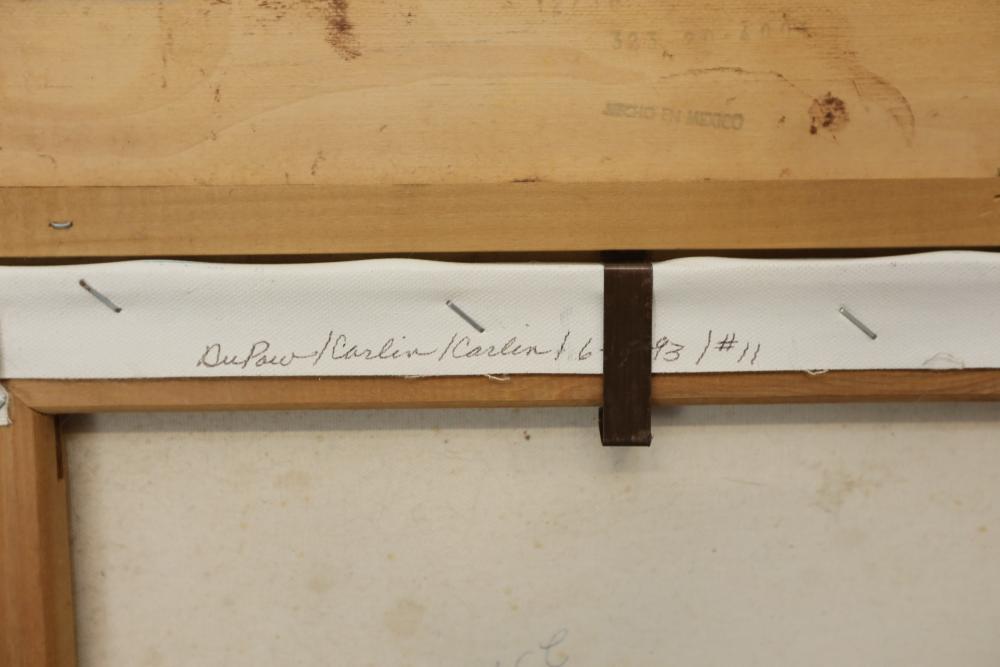 HECHO EN MEXICO
DuPow/Carlin/Carlin/6- -93/#11